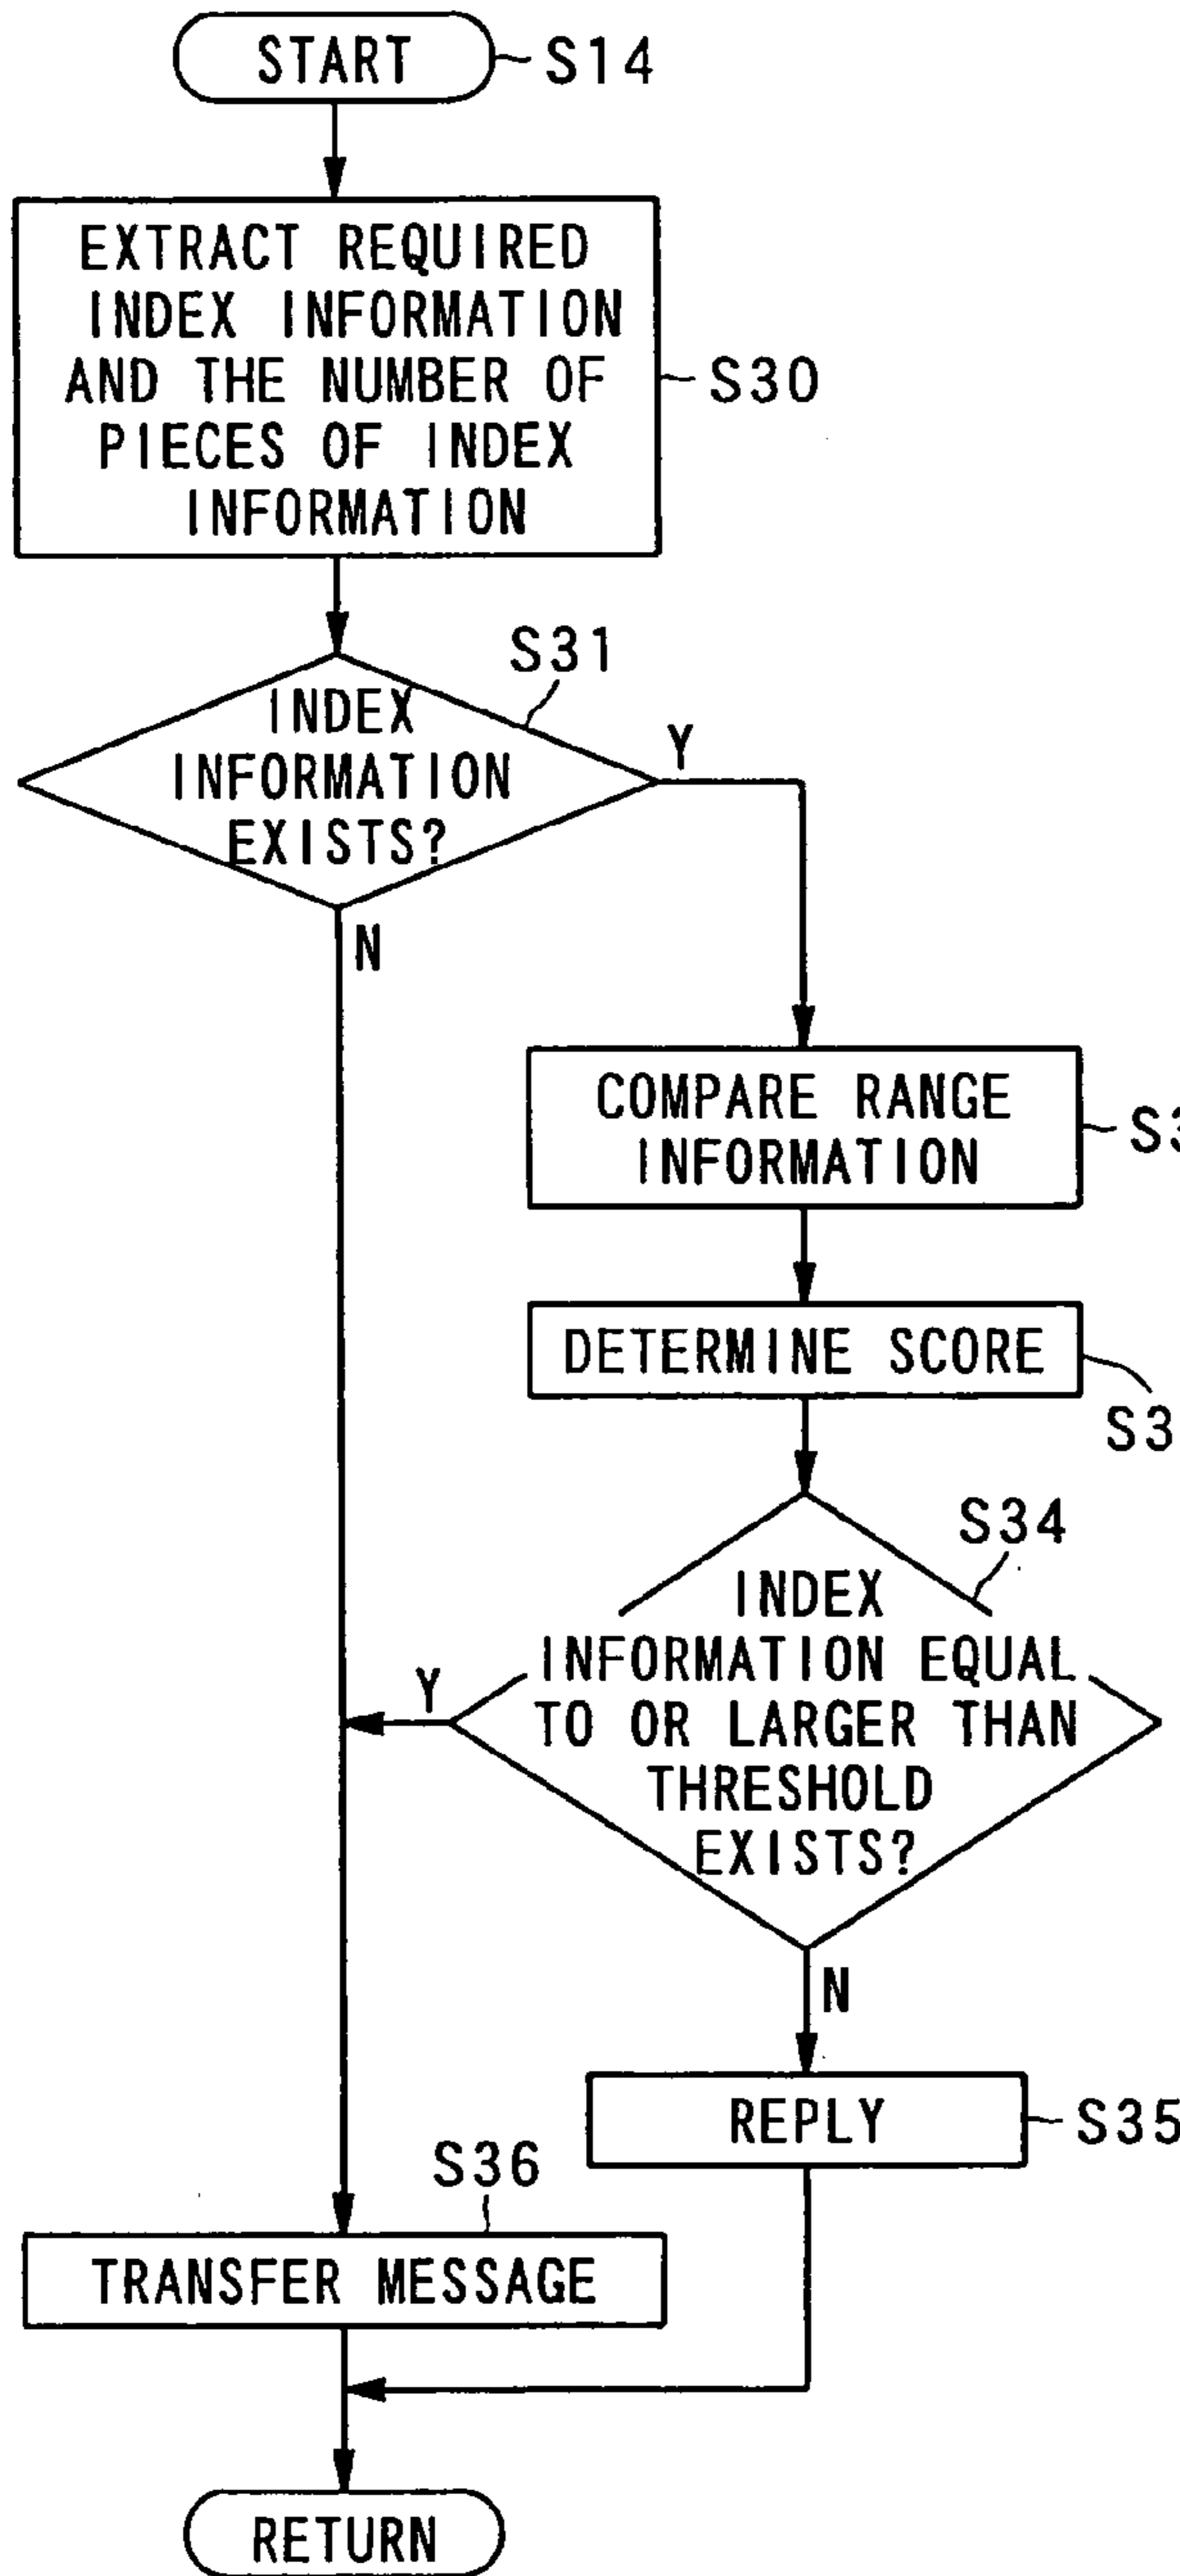 START
S14
EXTRACT REQUIRED
INDEX INFORMATION
AND THE NUMBER OF
PIECES OF INDEX
INFORMATION
S30
S31
INDEX
INFORMATION
EXISTS?
Y
N
COMPARE RANGE
INFORMATION
DETERMINE SCORE
S34
INDEX
INFORMATION EQUAL
TO OR LARGER THAN
THRESHOLD
EXISTS?
Y
N
REPLY
S35
S36
TRANSFER MESSAGE
RETURN